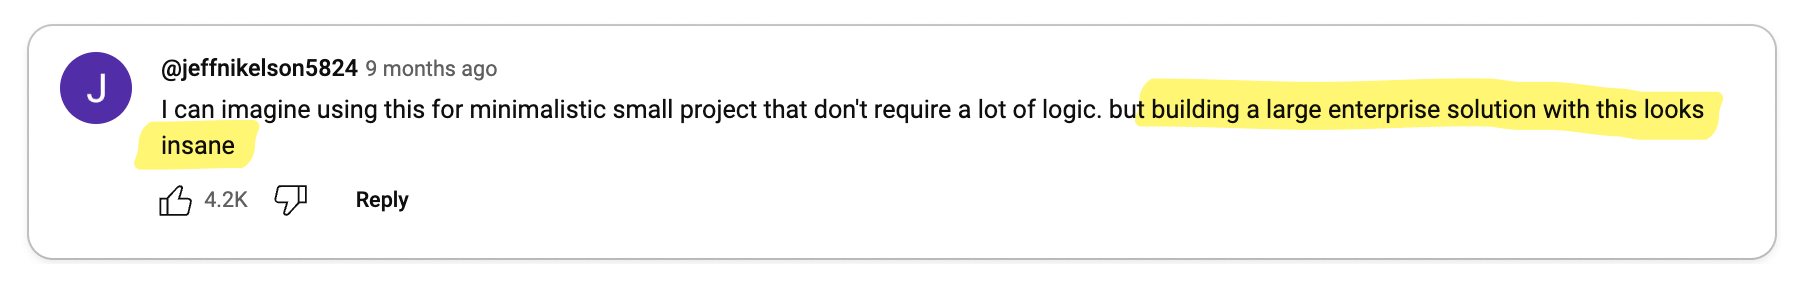 J
@jeffnikelson5824 9 months ago
I can imagine using this for minimalistic small project that don't require a lot of logic. but building a large enterprise solution with this looks
insane
4.2K Reply